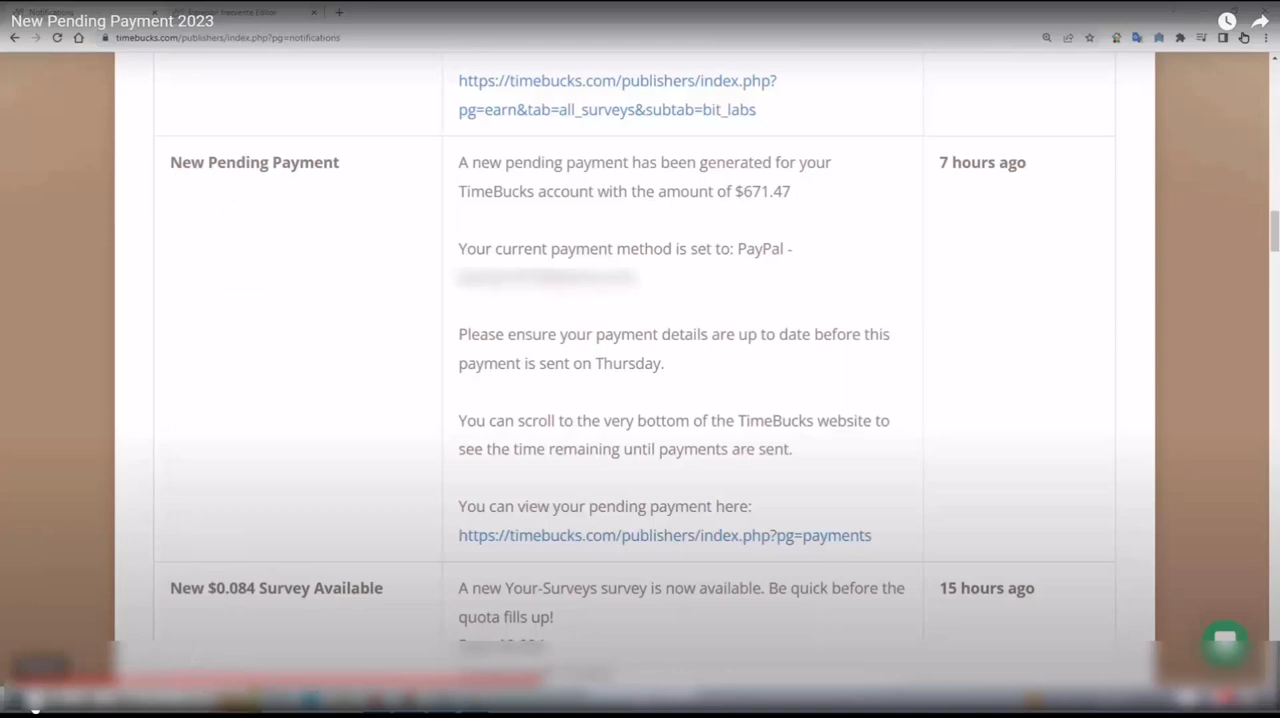 New Pending Payment 2023
timebucks.com/publishers/index.php?pg=notifications
https://timebucks.com/publishers/index.php?
pg=earn&tab=all_surveys&subtab=bit_labs
New Pending Payment
A new pending payment has been generated for your
7 hours ago
TimeBucks account with the amount of $671.47
Your current payment method is set to: PayPal -
Please ensure your payment details are up to date before this
payment is sent on Thursday.
You can scroll to the very bottom of the TimeBucks website to
see the time remaining until payments are sent.
You can view your pending payment here:
https://timebucks.com/publishers/index.php?pg=payments
New $0.084 Survey Available
A new Your-Surveys survey is now available. Be quick before the
15 hours ago
quota fills up!